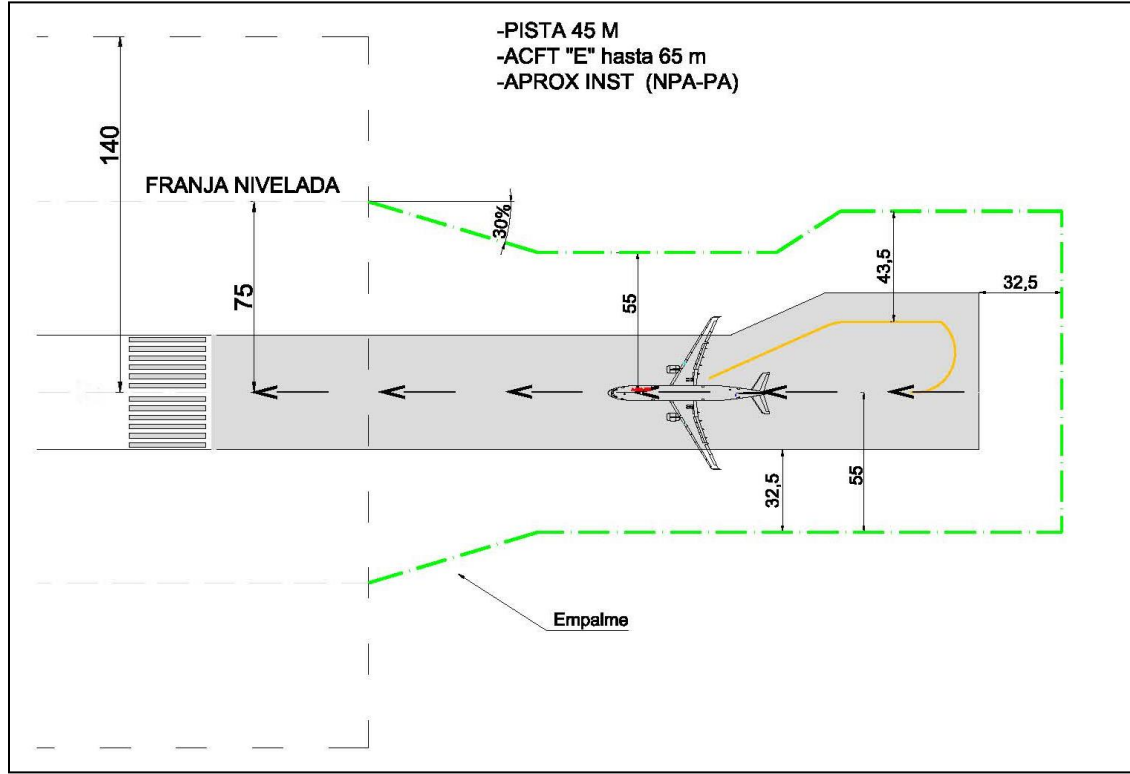 -PISTA 45 M
-ACFT "E" hasta 65 m
-APROX INST (NPA-PA)
140
FRANJA NIVELADA
30%
75
55
43,5
32,5
32,5
55
Empalme